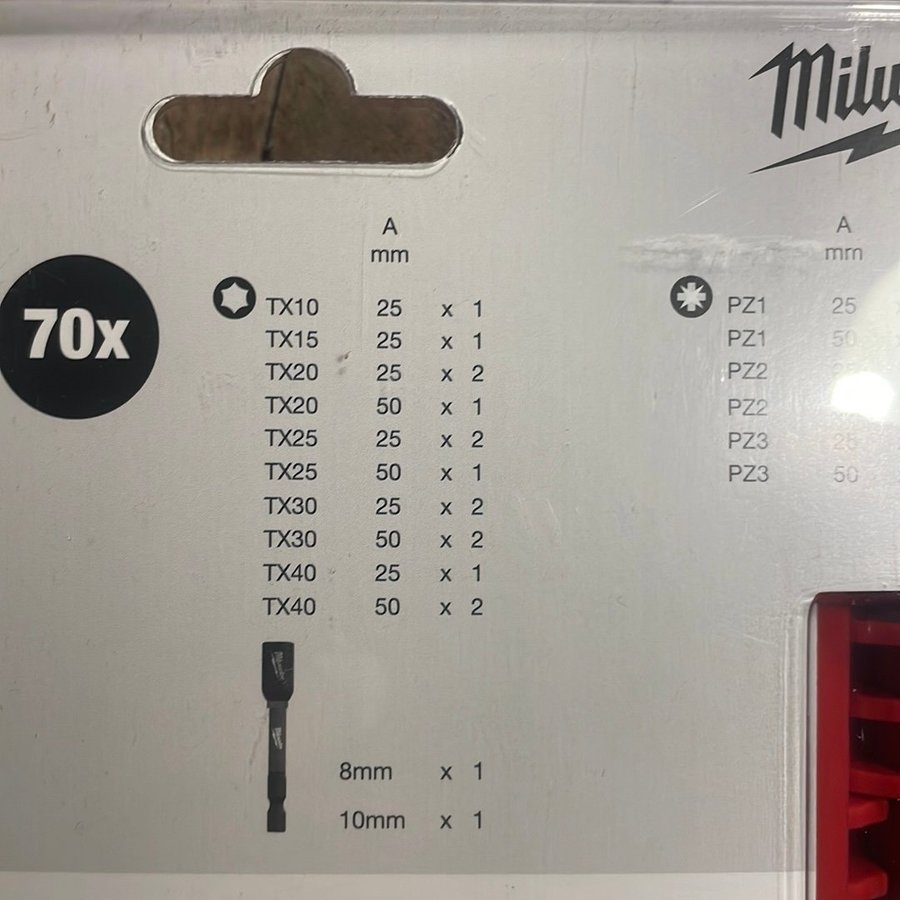 Milw
70x
A
mm
TX10 25 x 1
TX15 25 x 1
TX20 25 x 2
TX20 50 x 1
TX25 25 x 2
TX25 50 x 1
TX30 25 x 2
TX30 50 x 2
TX40 25 x 1
TX40 50 x 2
8mm x 1
10mm x 1
A
mm
PZ1 25
PZ1 50
PZ2
PZ2
PZ3 25
PZ3 50